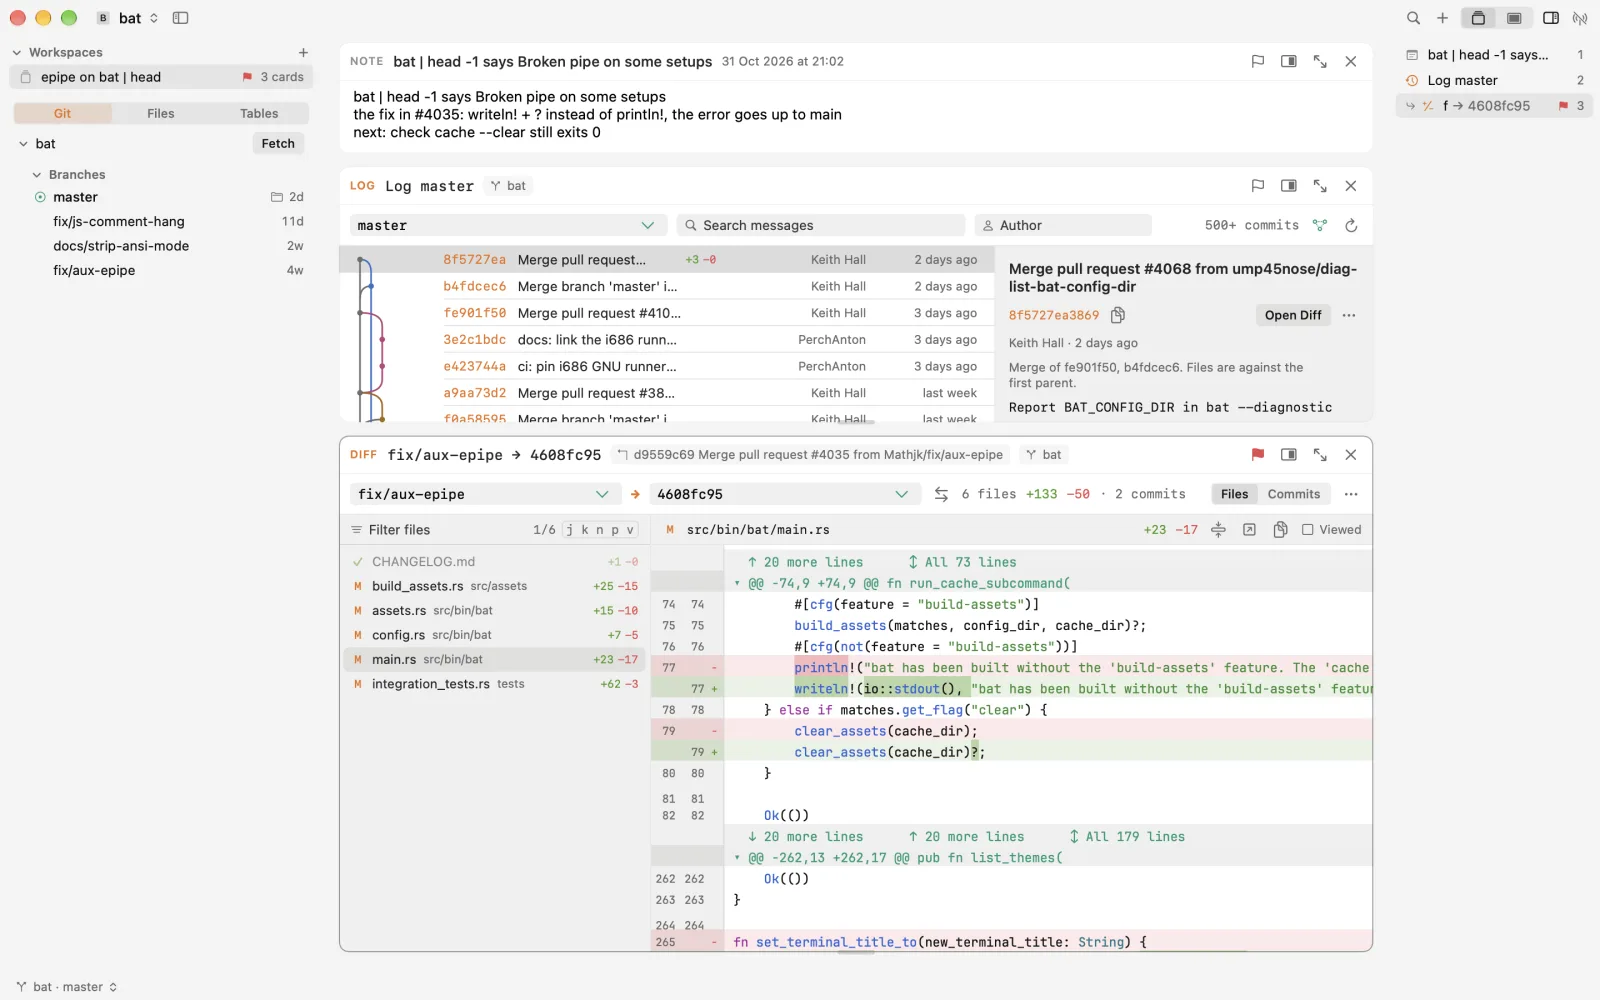 B bat
Workspaces
epipe on bat | head 3 cards
Git Files Tables
bat Fetch
Branches
master 2d
fix/js-comment-hang 11d
docs/strip-ansi-mode 2w
fix/aux-epipe 4w
bat · master
NOTE bat | head -1 says Broken pipe on some setups 31 Oct 2026 at 21:02
bat | head -1 says Broken pipe on some setups
the fix in #4035: writeln! + ? instead of println!, the error goes up to main
next: check cache --clear still exits 0
LOG Log master bat
master Search messages Author 500+ commits
8f5727ea Merge pull request... +3 -0 Keith Hall 2 days ago
b4fdcec6 Merge branch 'master' i... Keith Hall 2 days ago
fe901f50 Merge pull request #410... Keith Hall 3 days ago
3e2c1bdc docs: link the i686 runn... PerchAnton 3 days ago
e423744a ci: pin i686 GNU runner... PerchAnton 3 days ago
a9aa73d2 Merge pull request #38... Keith Hall last week
f0a58595 Merge branch 'master' i... Keith Hall last week
Merge pull request #4068 from ump45nose/diag-
list-bat-config-dir
8f5727ea3869 Open Diff
Keith Hall · 2 days ago
Merge of fe901f50, b4fdcec6. Files are against the
first parent.
Report BAT_CONFIG_DIR in bat --diagnostic
DIFF fix/aux-epipe → 4608fc95 d9559c69 Merge pull request #4035 from Mathjk/fix/aux-epipe bat
fix/aux-epipe → 4608fc95 6 files +133 -50 · 2 commits Files Commits
Filter files 1/6 j k n p v
CHANGELOG.md +1 -0
M build_assets.rs src/assets +25 -15
M assets.rs src/bin/bat +15 -10
M config.rs src/bin/bat +7 -5
M main.rs src/bin/bat +23 -17
M integration_tests.rs tests +62 -3
M src/bin/bat/main.rs +23 -17 Viewed
↑ 20 more lines ↕ All 73 lines
@@ -74,9 +74,9 @@ fn run_cache_subcommand(
74 74 #[cfg(feature = "build-assets")]
75 75 build_assets(matches, config_dir, cache_dir)?;
76 76 #[cfg(not(feature = "build-assets"))]
77 - println!("bat has been built without the 'build-assets' feature. The 'cache
77 + writeln!(io::stdout(), "bat has been built without the 'build-assets' featur
78 78 } else if matches.get_flag("clear") {
79 - clear_assets(cache_dir);
79 + clear_assets(cache_dir)?;
80 80 }
81 81
82 82 Ok(())
↓ 20 more lines ↑ 20 more lines ↕ All 179 lines
@@ -262,13 +262,17 @@ pub fn list_themes(
262 262 Ok(())
263 263 }
264 264
265 - fn set_terminal_title_to(new_terminal_title: String) {
bat | head -1 says... 1
Log master 2
f → 4608fc95 3